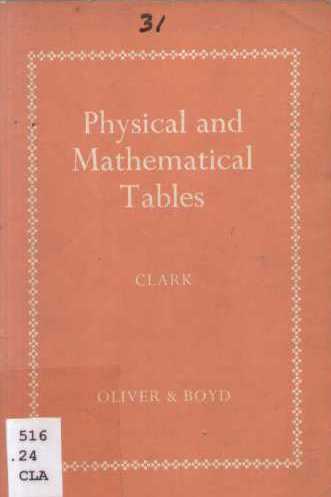 31
Physical and
Mathematical
Tables
CLARK
OLIVER & BOYD
516
.24
CLA